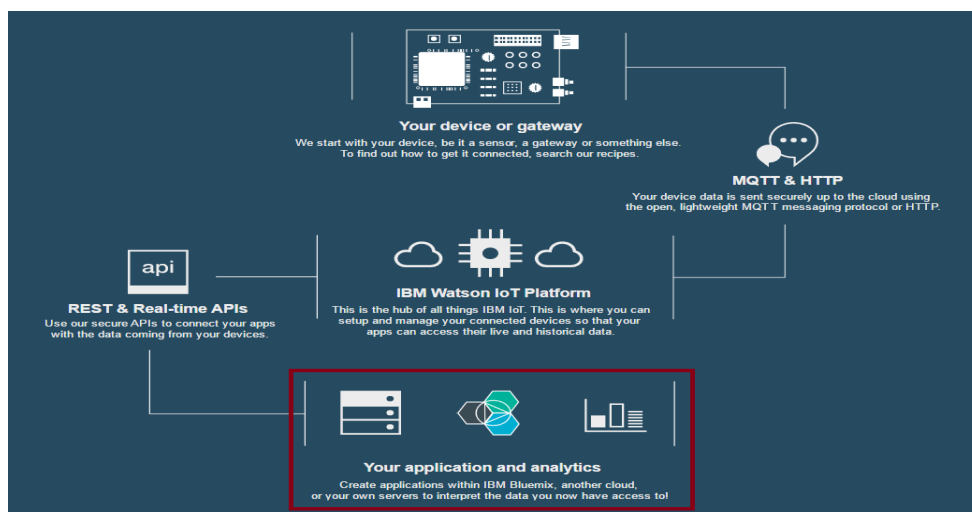 Your device or gateway
We start with your device, be it a sensor, a gateway or something else.
To find out how to get it connected, search our recipes.
MQTT & HTTP
Your device data is sent securely up to the cloud using
the open, lightweight MQTT messaging protocol or HTTP.
api
REST & Real-time APIs
Use our secure APIs to connect your apps
with the data coming from your devices.
IBM Watson IoT Platform
This is the hub of all things IBM IoT. This is where you can
setup and manage your connected devices so that your
apps can access their live and historical data.
Your application and analytics
Create applications within IBM Bluemix, another cloud,
or your own servers to interpret the data you now have access to!